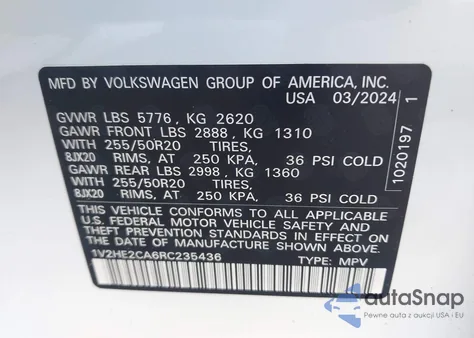 MFD BY VOLKSWAGEN GROUP OF AMERICA, INC.
USA 03/2024
GVWR LBS 5776 , KG 2620
GAWR FRONT LBS 2888 , KG 1310
WITH 255/50R20 TIRES,
8JX20 RIMS, AT 250 KPA, 36 PSI COLD
GAWR REAR LBS 2998 , KG 1360
WITH 255/50R20 TIRES,
8JX20 RIMS, AT 250 KPA, 36 PSI COLD
THIS VEHICLE CONFORMS TO ALL APPLICABLE
U.S. FEDERAL MOTOR VEHICLE SAFETY, BUMPER, AND
THEFT PREVENTION STANDARDS IN EFFECT ON THE
DATE OF MANUFACTURE SHOWN ABOVE.
1V2HE2CA6RC235436 TYPE: MPV
1020197 1
autoSnap
Pewne auta z aukcji USA i EU